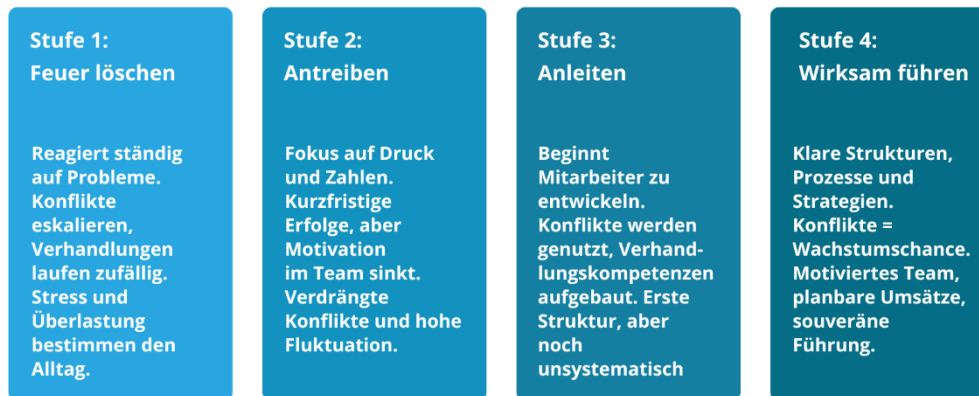 Stufe 1:
Feuer löschen
Reagiert ständig
auf Probleme.
Konflikte
eskalieren,
Verhandlungen
laufen zufällig.
Stress und
Überlastung
bestimmen den
Alltag.
Stufe 2:
Antreiben
Fokus auf Druck
und Zahlen.
Kurzfristige
Erfolge, aber
Motivation
im Team sinkt.
Verdrängte
Konflikte und hohe
Fluktuation.
Stufe 3:
Anleiten
Beginnt
Mitarbeiter zu
entwickeln.
Konflikte werden
genutzt, Verhand-
lungskompetenzen
aufgebaut. Erste
Struktur, aber
noch
unsystematisch
Stufe 4:
Wirksam führen
Klare Strukturen,
Prozesse und
Strategien.
Konflikte =
Wachstumschance.
Motiviertes Team,
planbare Umsätze,
souveräne
Führung.